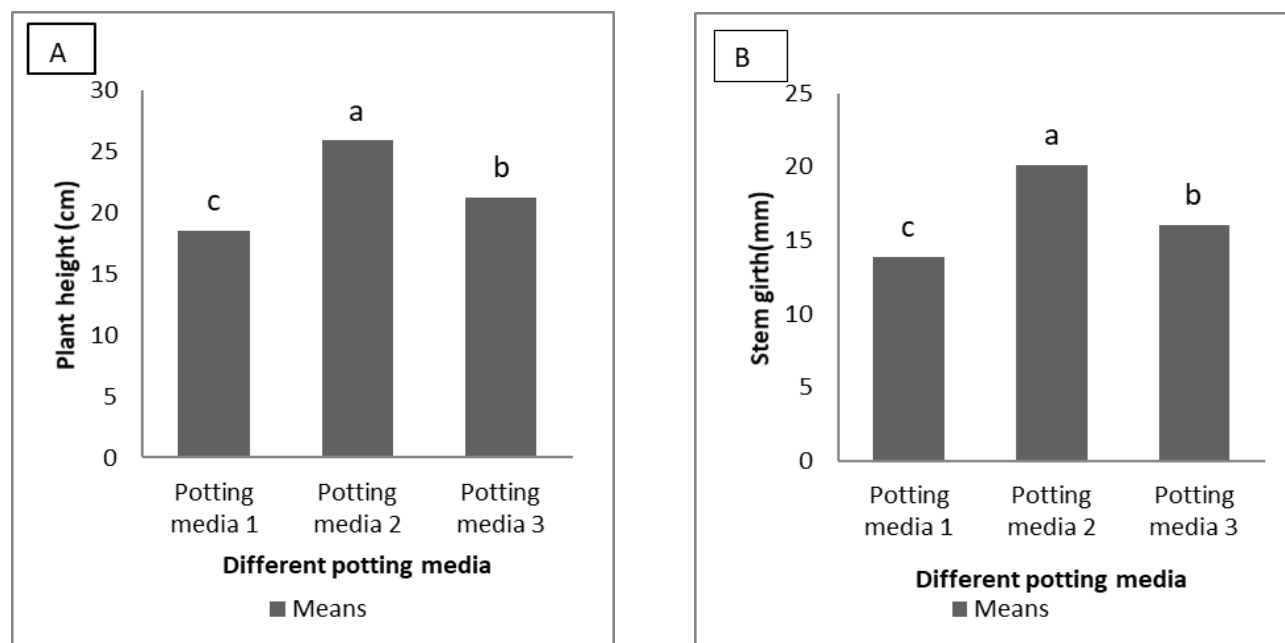 A
30
25
20
15
10
5
0
Plant height (cm)
c
a
b
Potting
media 1
Potting
media 2
Potting
media 3
Different potting media
Means
B
25
20
15
10
5
0
Stem girth(mm)
c
a
b
Potting
media 1
Potting
media 2
Potting
media 3
Different potting media
Means